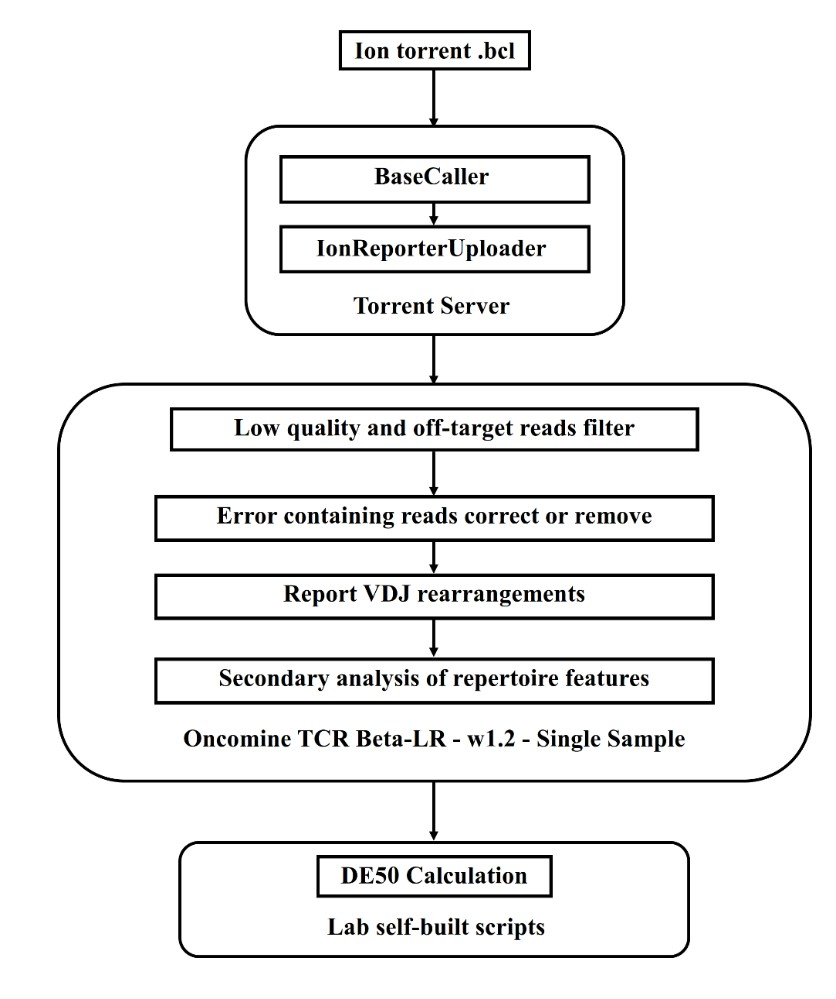 Ion torrent .bcl
BaseCaller
IonReporterUploader
Torrent Server
Low quality and off-target reads filter
Error containing reads correct or remove
Report VDJ rearrangements
Secondary analysis of repertoire features
Oncomine TCR Beta-LR - w1.2 - Single Sample
DE50 Calculation
Lab self-built scripts